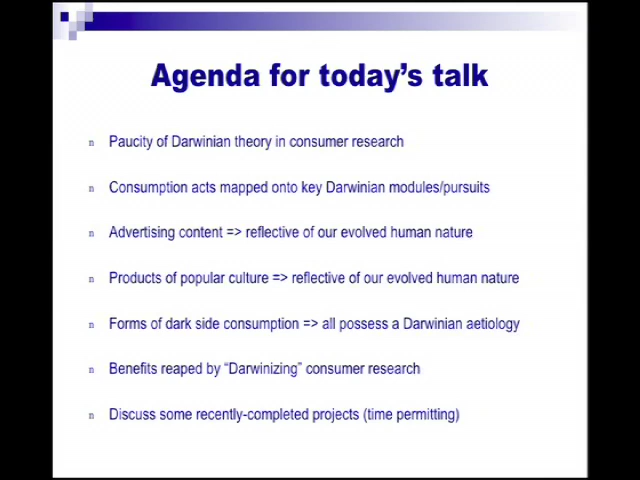 Agenda for today's talk
Paucity of Darwinian theory in consumer research
Consumption acts mapped onto key Darwinian modules/pursuits
Advertising content => reflective of our evolved human nature
Products of popular culture => reflective of our evolved human nature
Forms of dark side consumption => all possess a Darwinian aetiology
Benefits reaped by “Darwinizing” consumer research
Discuss some recently-completed projects (time permitting)